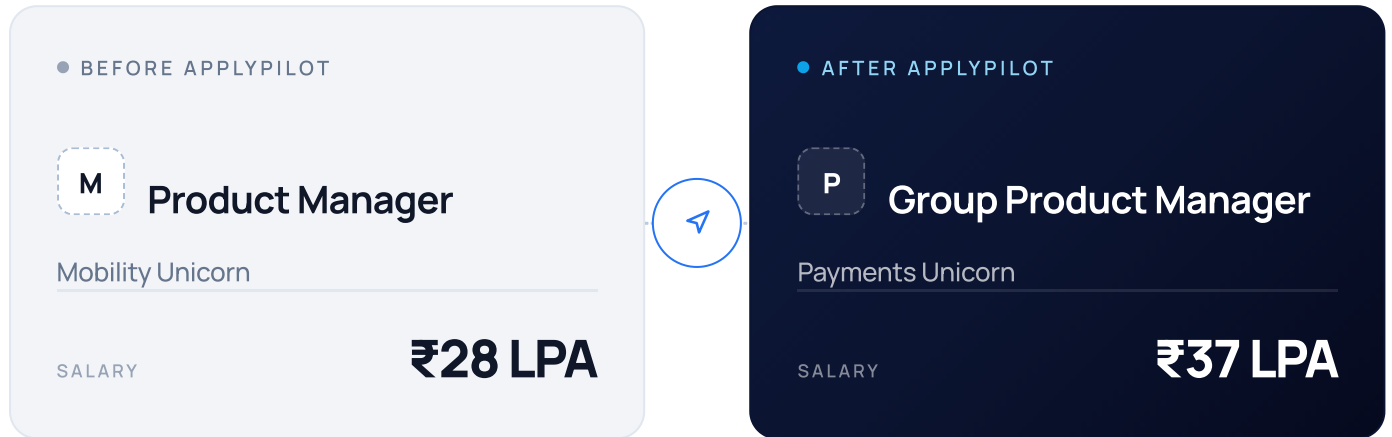 BEFORE APPLYPILOT
M
Product Manager
Mobility Unicorn
SALARY
₹28 LPA
AFTER APPLYPILOT
P
Group Product Manager
Payments Unicorn
SALARY
₹37 LPA